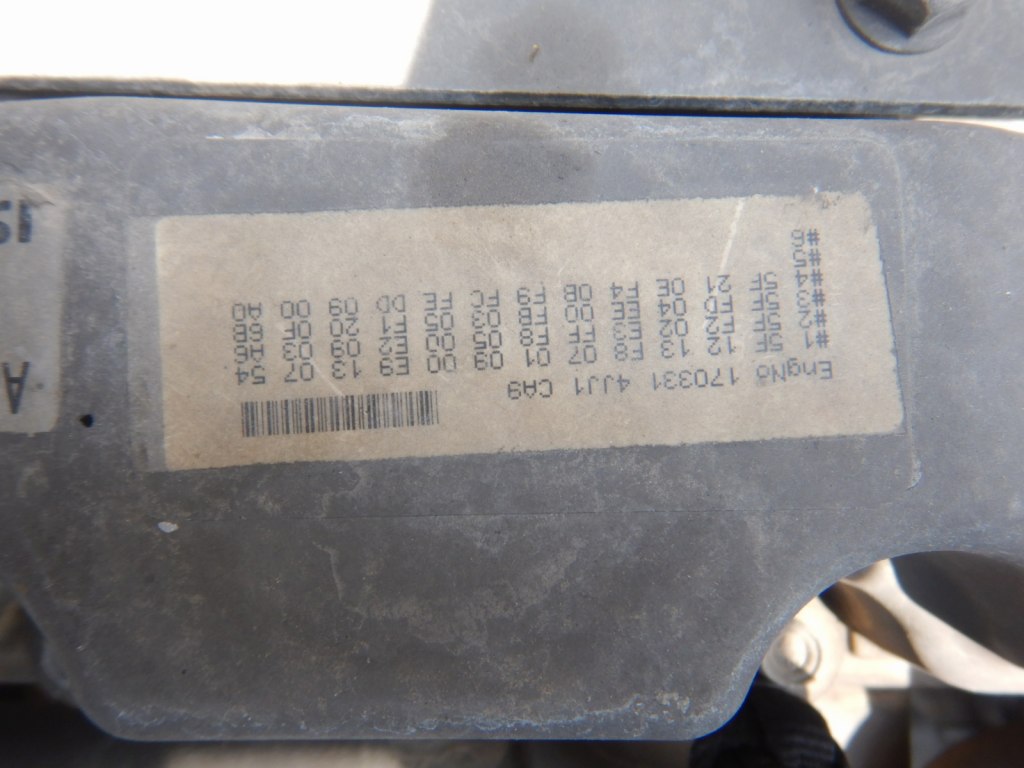 EngNo 170331 4JJ1 CA9
#1 5F 12 13 F8 07 01 09 00 E9 13 07 54
#2 5F F2 02 E3 FF F8 05 00 E3 09 03 A6
#3 5F FD 04 EE 00 FB 03 05 F1 20 0F 6B
#4 5F 21 0E F4 0B F9 FC FE DD 09 00 A0
#5
#6
A